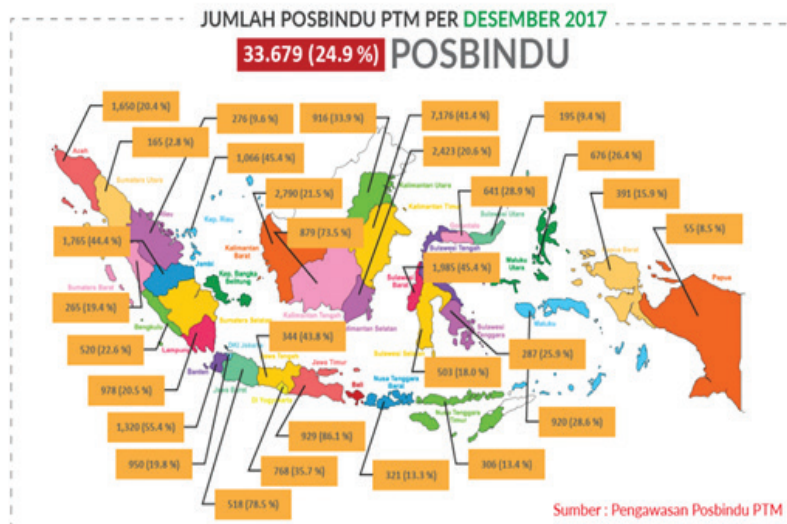 JUMLAH POSBINDU PTM PER DESEMBER 2017
33.679 (24.9 %) POSBINDU
1,650 (20.4 %)
276 (9.6 %)
916 (33.9 %)
7,176 (41.4 %)
195 (9.4 %)
165 (2.8 %)
1,066 (45.4 %)
2,423 (20.6 %)
676 (26.4 %)
Aceh
Sumatera Utara
Riau
Kep. Riau
2,790 (21.5 %)
Kalimantan Utara
641 (28.9 %)
391 (15.9 %)
Kalimantan Timur
Gorontalo
Sulawesi Utara
55 (8.5 %)
1,765 (44.4 %)
879 (73.5 %)
Kalimantan
Barat
Sulawesi Tengah
Maluku
Utara
Barat
Papua
Jambi
Kep. Bangka
Belitung
1,985 (45.4 %)
Sulawesi
Barat
Sumatera Barat
265 (19.4 %)
Kalimantan Tengah
Maluku
Bengkulu
Sumatera Selatan
Kalimantan Selatan
Sulawesi
Tenggara
520 (22.6 %)
Lampung
DKI Jakarta
344 (43.8 %)
Jawa Tengah
Jawa Timur
Sulawesi Selatan
287 (25.9 %)
978 (20.5 %)
Banten
Jawa Barat
DI Yogyakarta
Bali
Nusa Tenggara
Barat
503 (18.0 %)
Nusa Tenggara
Timur
920 (28.6 %)
1,320 (55.4 %)
929 (86.1 %)
950 (19.8 %)
768 (35.7 %)
321 (13.3 %)
306 (13.4 %)
518 (78.5 %)
Sumber : Pengawasan Posbindu PTM